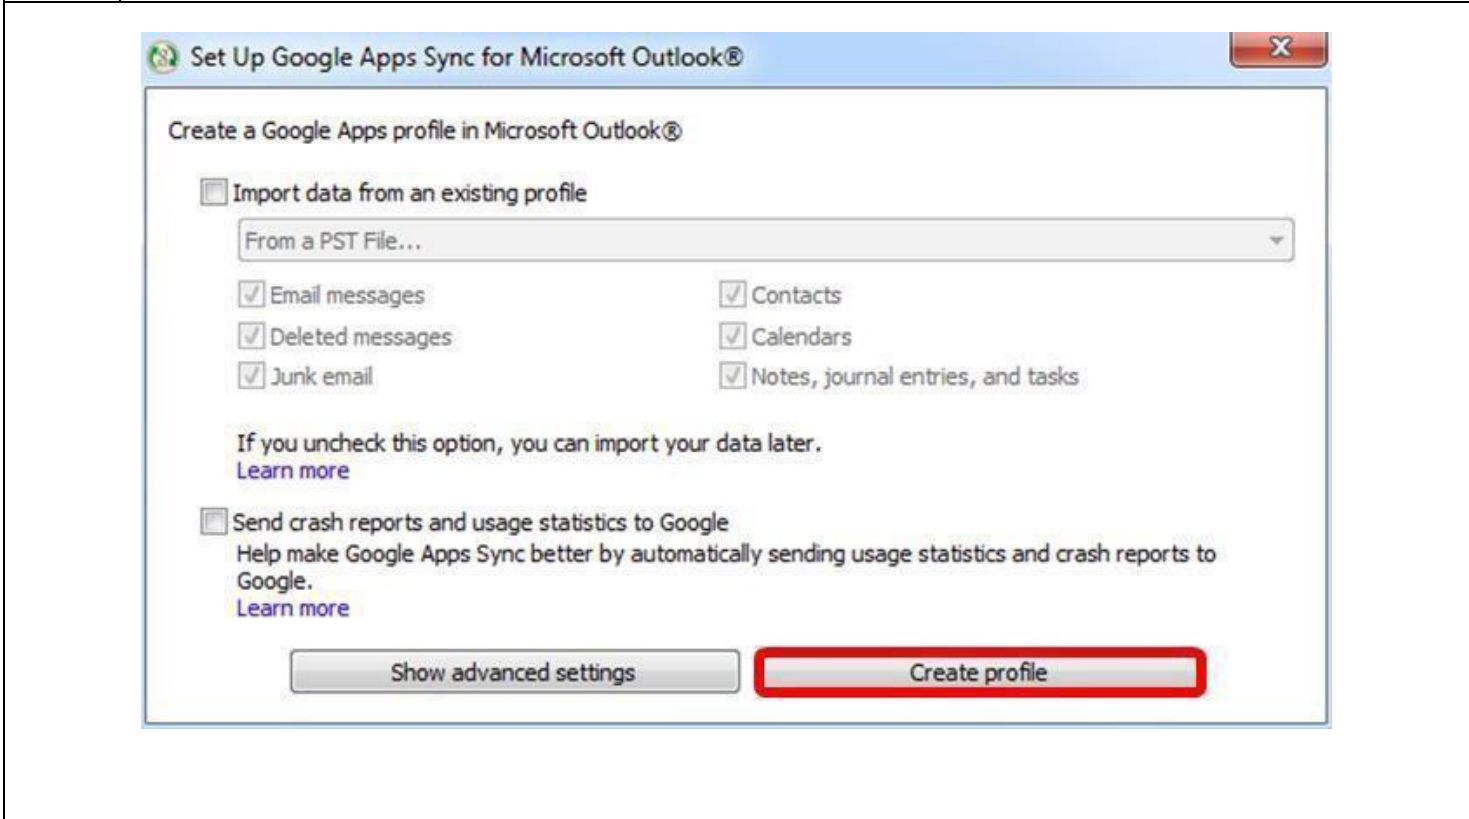 Set Up Google Apps Sync for Microsoft Outlook®
Create a Google Apps profile in Microsoft Outlook®
Import data from an existing profile
From a PST File...
Email messages
Contacts
Deleted messages
Calendars
Junk email
Notes, journal entries, and tasks
If you uncheck this option, you can import your data later.
Learn more
Send crash reports and usage statistics to Google
Help make Google Apps Sync better by automatically sending usage statistics and crash reports to
Google.
Learn more
Show advanced settings
Create profile